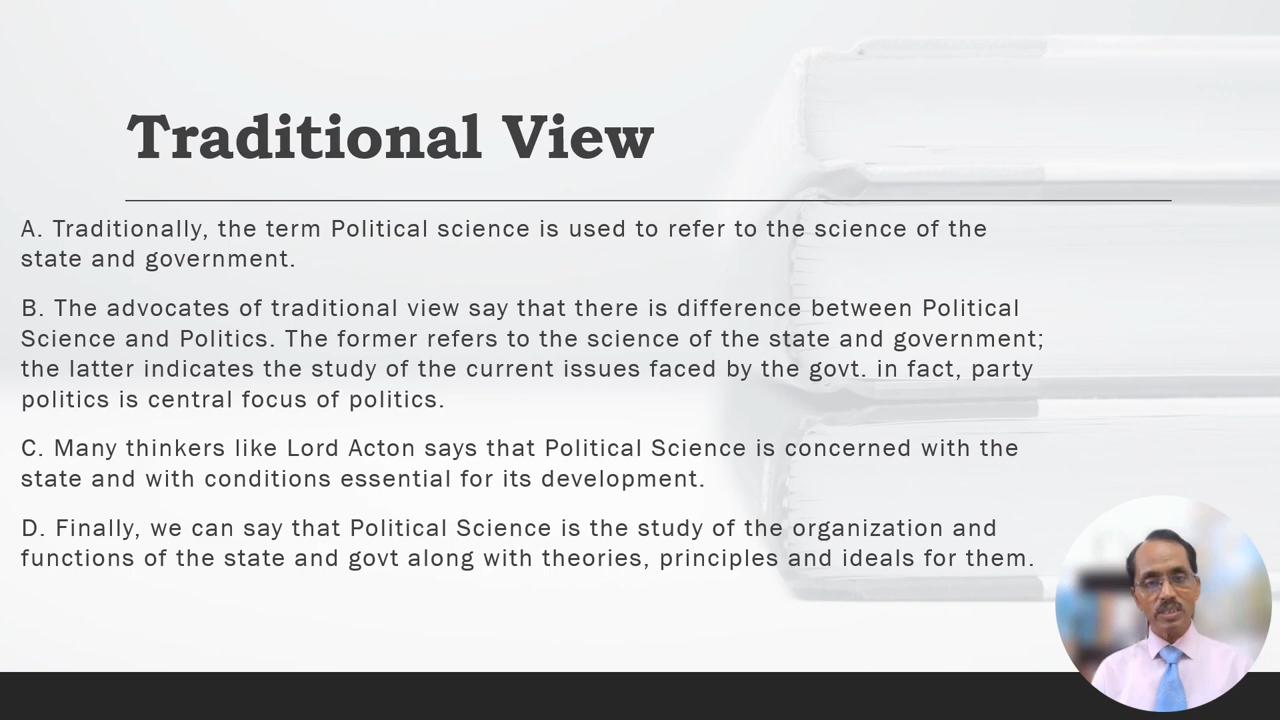 Traditional View
A. Traditionally, the term Political science is used to refer to the science of the
state and government.
B. The advocates of traditional view say that there is difference between Political
Science and Politics. The former refers to the science of the state and government;
the latter indicates the study of the current issues faced by the govt. in fact, party
politics is central focus of politics.
C. Many thinkers like Lord Acton says that Political Science is concerned with the
state and with conditions essential for its development.
D. Finally, we can say that Political Science is the study of the organization and
functions of the state and govt along with theories, principles and ideals for them.